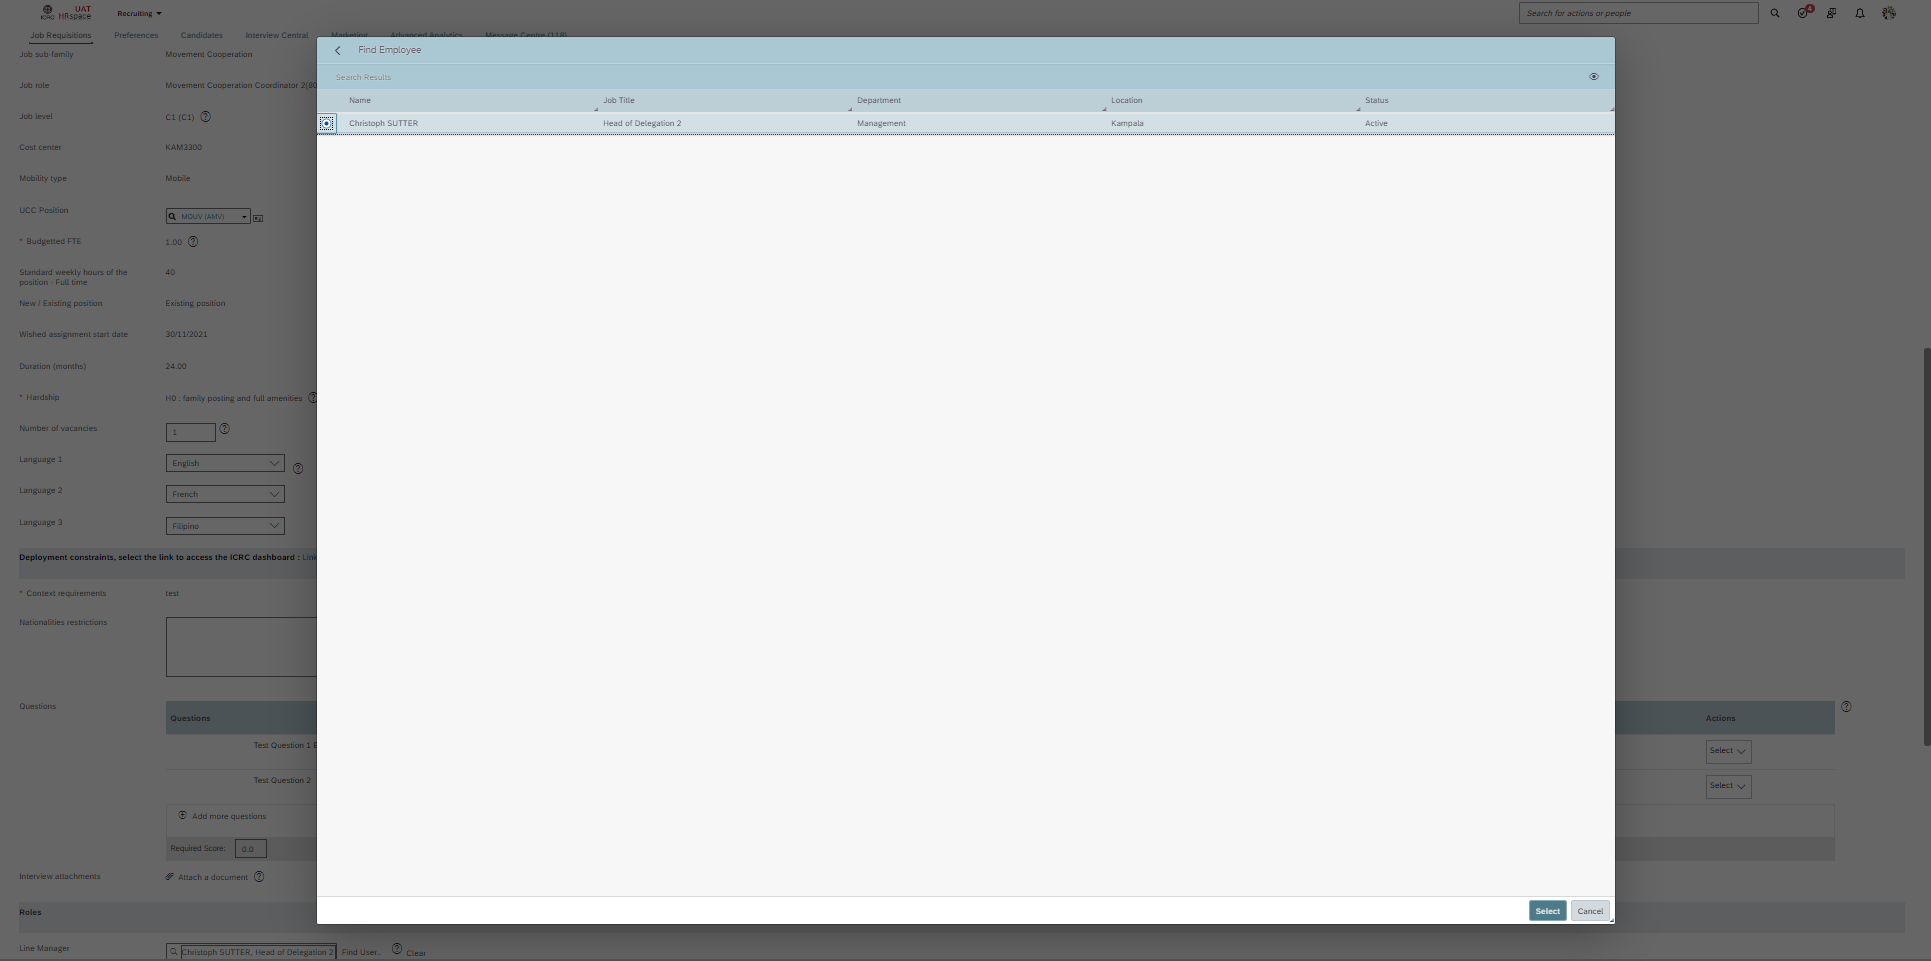 UAT
ICRC HRspace
Recruiting
Search for actions or people
4
Job Requisitions
Preferences
Candidates
Interview Central
Marketing
Advanced Analytics
Message Centre (118)
Job sub-family
Movement Cooperation
Job role
Movement Cooperation Coordinator 2(80
Job level
C1 (C1)
Cost center
KAM3300
Mobility type
Mobile
UCC Position
MOUV (AMV)
* Budgetted FTE
1.00
Standard weekly hours of the
position - Full time
40
New / Existing position
Existing position
Wished assignment start date
30/11/2021
Duration (months)
24.00
* Hardship
H0 : family posting and full amenities
Number of vacancies
1
Language 1
English
Language 2
French
Language 3
Filipino
Deployment constraints, select the link to access the ICRC dashboard : Link
* Context requirements
test
Nationalities restrictions
Questions
Questions
Actions
Test Question 1 E
Select
Test Question 2
Select
Add more questions
Required Score:
0.0
Interview attachments
Attach a document
Roles
Line Manager
Christoph SUTTER, Head of Delegation 2
Find User..
Clear
Find Employee
Search Results
Name
Job Title
Department
Location
Status
Christoph SUTTER
Head of Delegation 2
Management
Kampala
Active
Select
Cancel